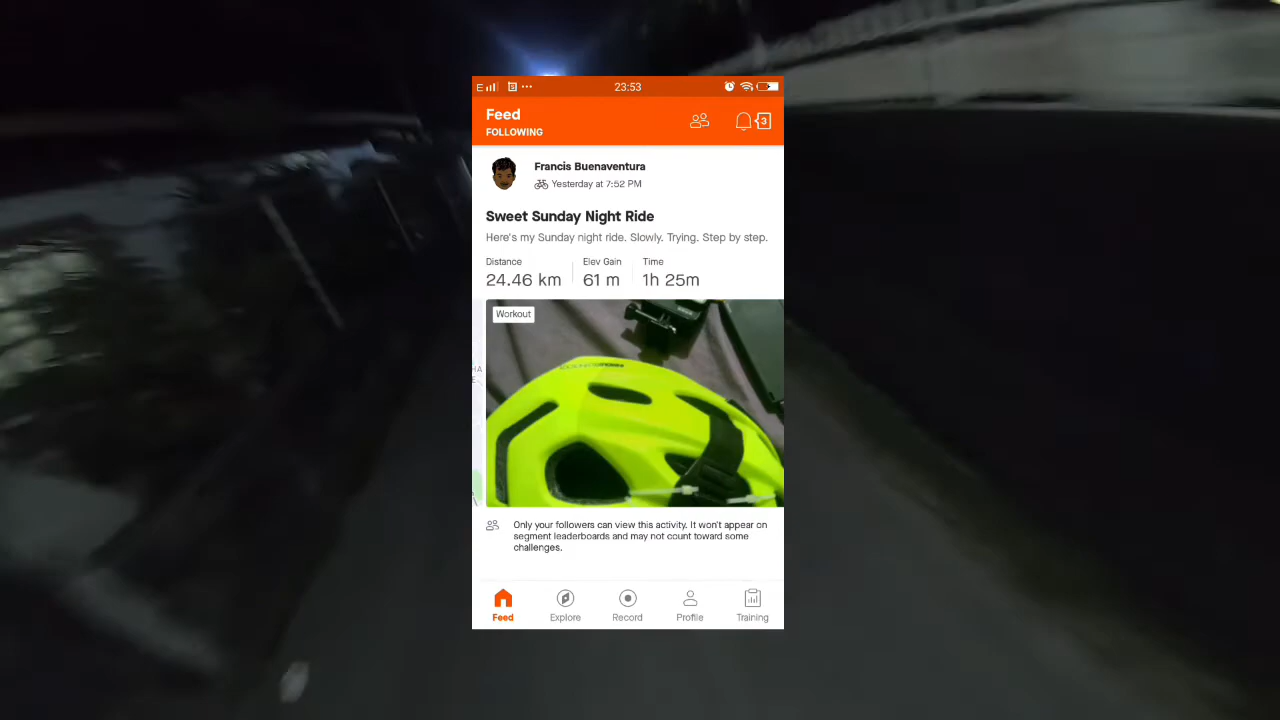 E
23:53
Feed
3
FOLLOWING
Francis Buenaventura
Yesterday at 7:52 PM
Sweet Sunday Night Ride
Here's my Sunday night ride. Slowly. Trying. Step by step.
Distance
Elev Gain
Time
24.46 km
61 m
1h 25m
Workout
HA
E
Only your followers can view this activity. It won't appear on
segment leaderboards and may not count toward some
challenges.
Feed
Explore
Record
Profile
Training